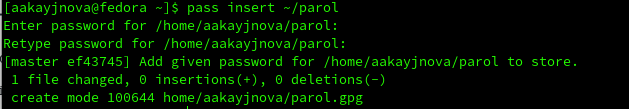 [aakayjnova@fedora ~]$ pass insert ~/parol
Enter password for /home/aakayjnova/parol:
Retype password for /home/aakayjnova/parol:
[master ef43745] Add given password for /home/aakayjnova/parol to store.
 1 file changed, 0 insertions(+), 0 deletions(-)
 create mode 100644 home/aakayjnova/parol.gpg